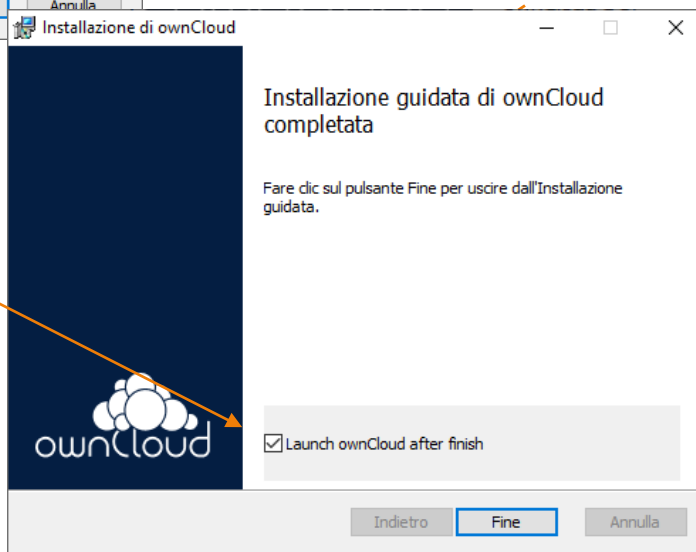 Annulla
Installazione di ownCloud
Installazione guidata di ownCloud
completata
Fare clic sul pulsante Fine per uscire dall'Installazione
guidata.
ownCloud
Launch ownCloud after finish
Indietro Fine Annulla